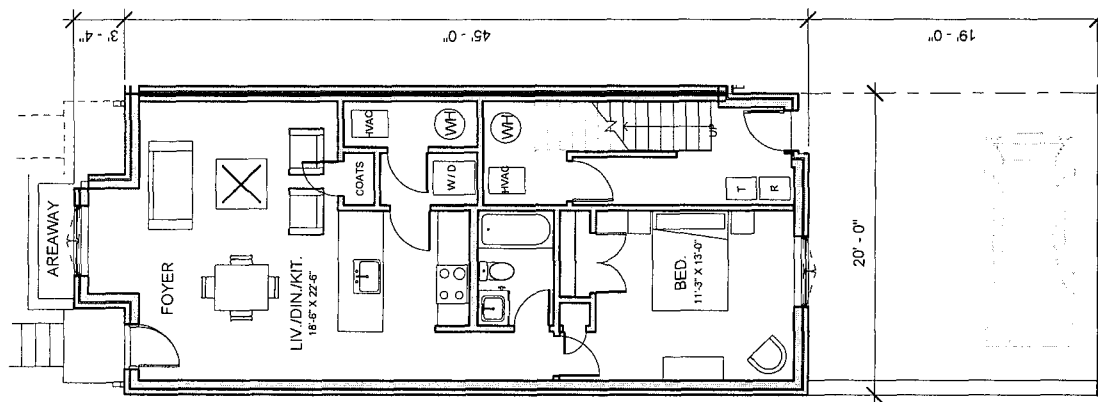 3' - 4"
45' - 0"
19' - 0"
AREAWAY
FOYER
LIV./DIN./KIT.
18'-6" X 22'-6"
COATS
HVAC
WH
W/D
WH
HVAC
UP
T
R
BED.
11'-3" X 13'-0"
20' - 0"